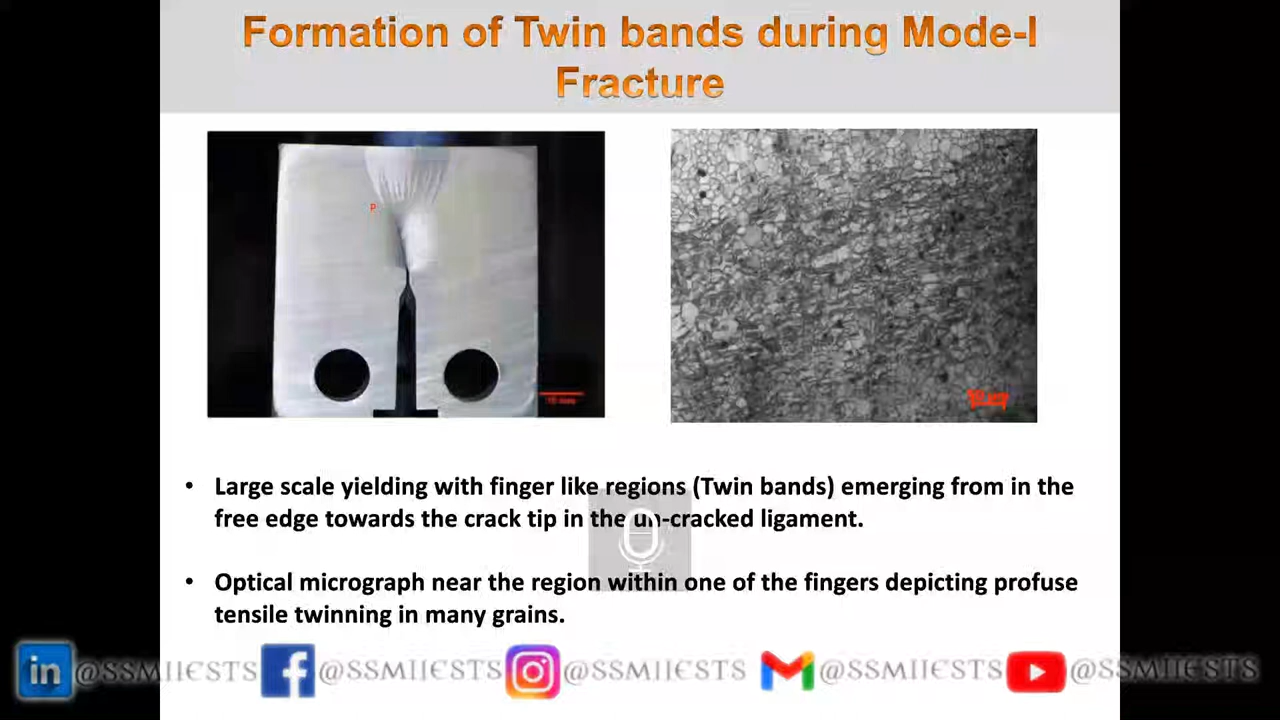 Formation of Twin bands during Mode-I
Fracture
P
• Large scale yielding with finger like regions (Twin bands) emerging from in the
free edge towards the crack tip in the un-cracked ligament.
• Optical micrograph near the region within one of the fingers depicting profuse
tensile twinning in many grains.
in @SSMIIESTS @SSMIIESTS @SSMIIESTS @SSMIIESTS @SSMIIESTS